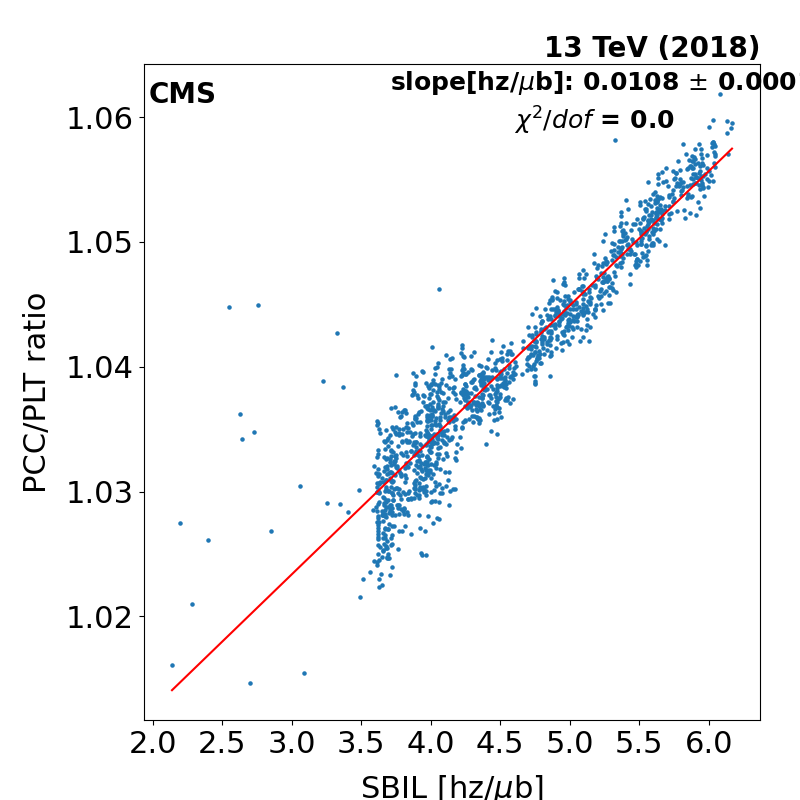 13 TeV (2018)
CMS
slope[hz/μb]: 0.0108 ± 0.000
χ²/dof = 0.0
1.06
1.05
1.04
1.03
1.02
PCC/PLT ratio
2.0 2.5 3.0 3.5 4.0 4.5 5.0 5.5 6.0
SBIL [hz/μb]